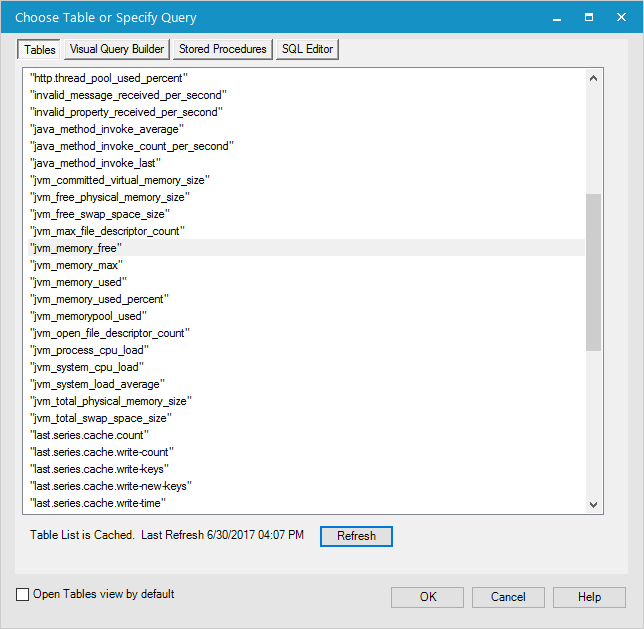 Choose Table or Specify Query
Tables Visual Query Builder Stored Procedures SQL Editor
"http.thread_pool_used_percent"
"invalid_message_received_per_second"
"invalid_property_received_per_second"
"java_method_invoke_average"
"java_method_invoke_count_per_second"
"java_method_invoke_last"
"jvm_committed_virtual_memory_size"
"jvm_free_physical_memory_size"
"jvm_free_swap_space_size"
"jvm_max_file_descriptor_count"
"jvm_memory_free"
"jvm_memory_max"
"jvm_memory_used"
"jvm_memory_used_percent"
"jvm_memorypool_used"
"jvm_open_file_descriptor_count"
"jvm_process_cpu_load"
"jvm_system_cpu_load"
"jvm_system_load_average"
"jvm_total_physical_memory_size"
"jvm_total_swap_space_size"
"last.series.cache.count"
"last.series.cache.write-count"
"last.series.cache.write-keys"
"last.series.cache.write-new-keys"
"last.series.cache.write-time"
Table List is Cached. Last Refresh 6/30/2017 04:07 PM Refresh
Open Tables view by default OK Cancel Help